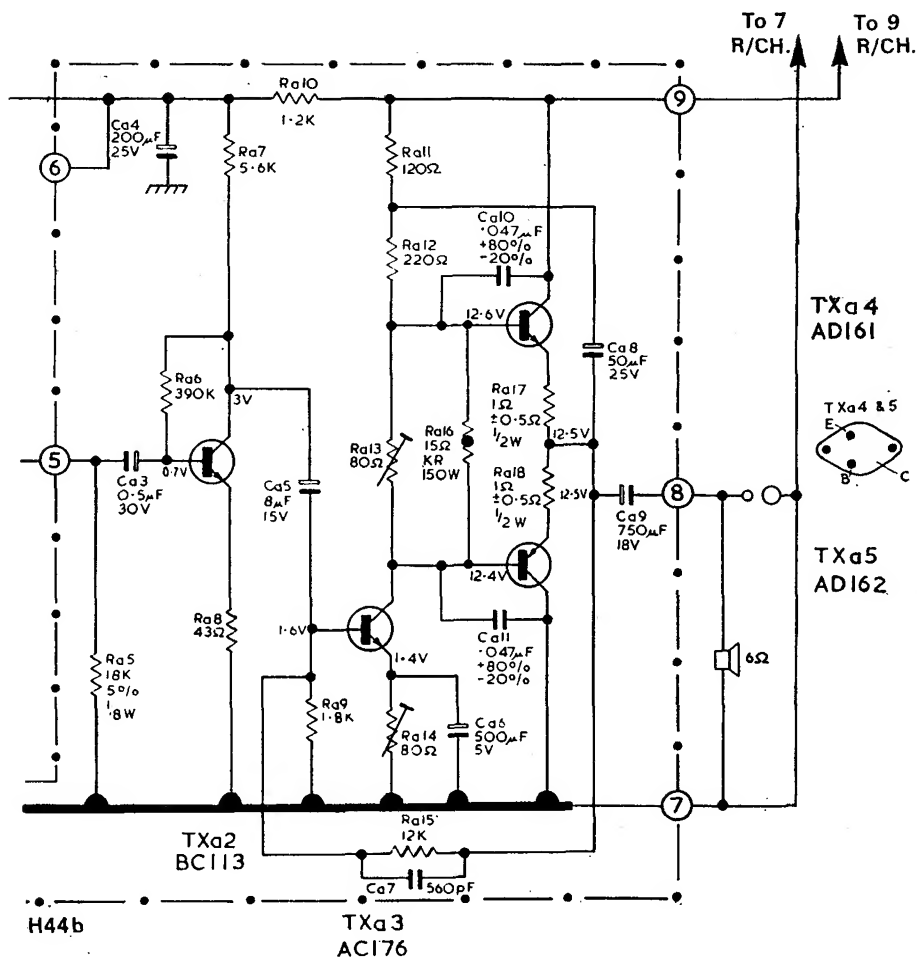 To 7
R/CH.
To 9
R/CH.
Ra10
1·2K
9
Ca4
200µF
25V
Ra7
5.6K
6
Ra11
120Ω
Ca10
·047µF
+80%
-20%
Ra12
220Ω
12·6V
TXa4
AD161
Ra6
390K
3V
Ca8
50µF
25V
Ra17
1Ω
±0·5Ω
1/2W
TXa4 & 5
E
B
C
12·5V
Ra13
80Ω
Ra16
15Ω
KR
150W
5
Ca3
0·5µF
30V
0·7V
Ca5
8µF
15V
Ra18
1Ω
±0·5Ω
1/2W
12·5V
8
Ca9
750µF
18V
TXa5
AD162
12·4V
Ra8
43Ω
1·6V
1·4V
Ca11
·047µF
+80%
-20%
Ra5
18K
5%
1
8W
Ra9
1·8K
Ra14
80Ω
Ca6
500µF
5V
6Ω
7
TXa2
BC113
Ra15
12K
Ca7
560pF
H44b
TXa3
AC176